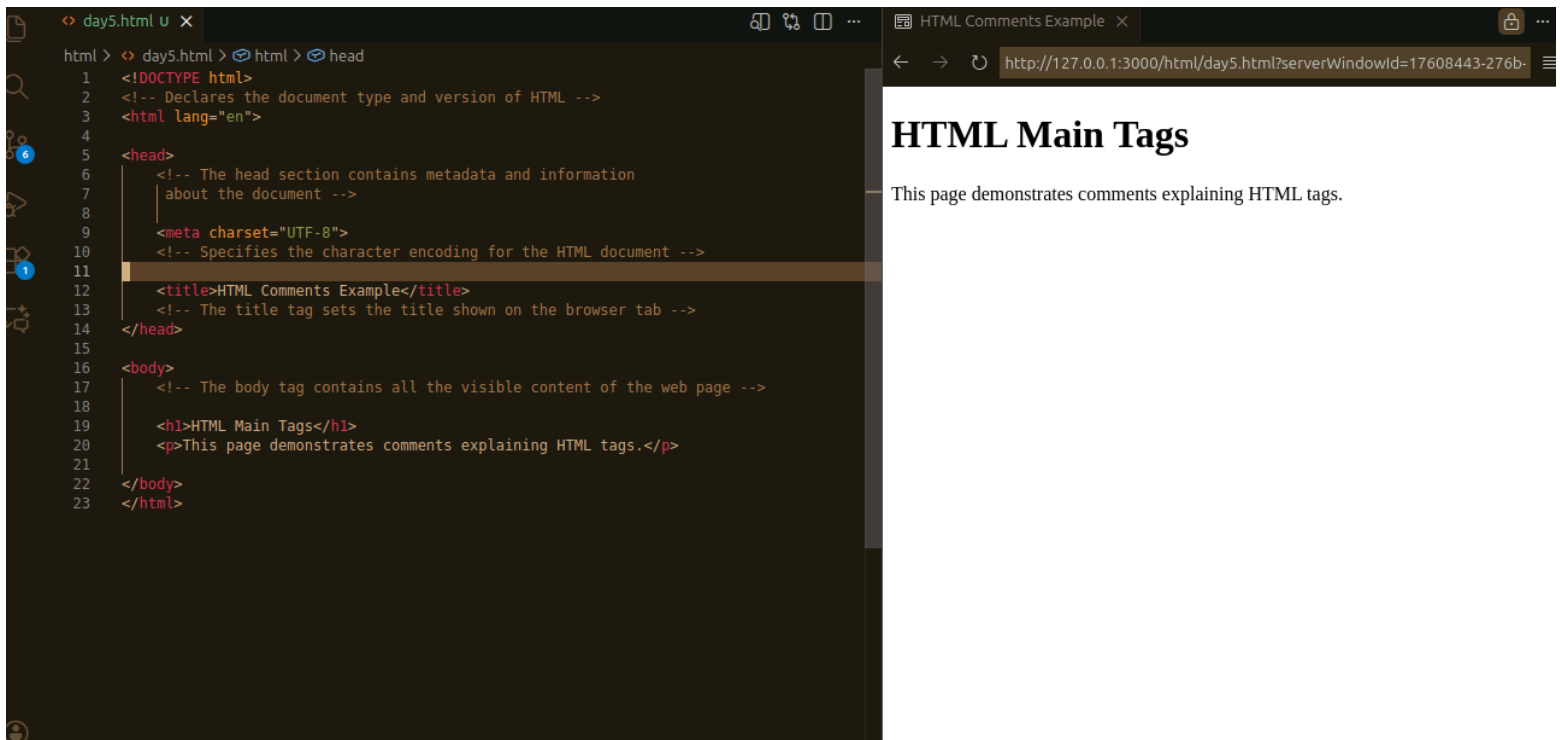 day5.html U
html > day5.html > html > head
1 <!DOCTYPE html>
2 <!-- Declares the document type and version of HTML -->
3 <html lang="en">
4
5 <head>
6 <!-- The head section contains metadata and information
7 about the document -->
8
9 <meta charset="UTF-8">
10 <!-- Specifies the character encoding for the HTML document -->
11
12 <title>HTML Comments Example</title>
13 <!-- The title tag sets the title shown on the browser tab -->
14 </head>
15
16 <body>
17 <!-- The body tag contains all the visible content of the web page -->
18
19 <h1>HTML Main Tags</h1>
20 <p>This page demonstrates comments explaining HTML tags.</p>
21
22 </body>
23 </html>
6
1
HTML Comments Example
http://127.0.0.1:3000/html/day5.html?serverWindowId=17608443-276b-
HTML Main Tags
This page demonstrates comments explaining HTML tags.